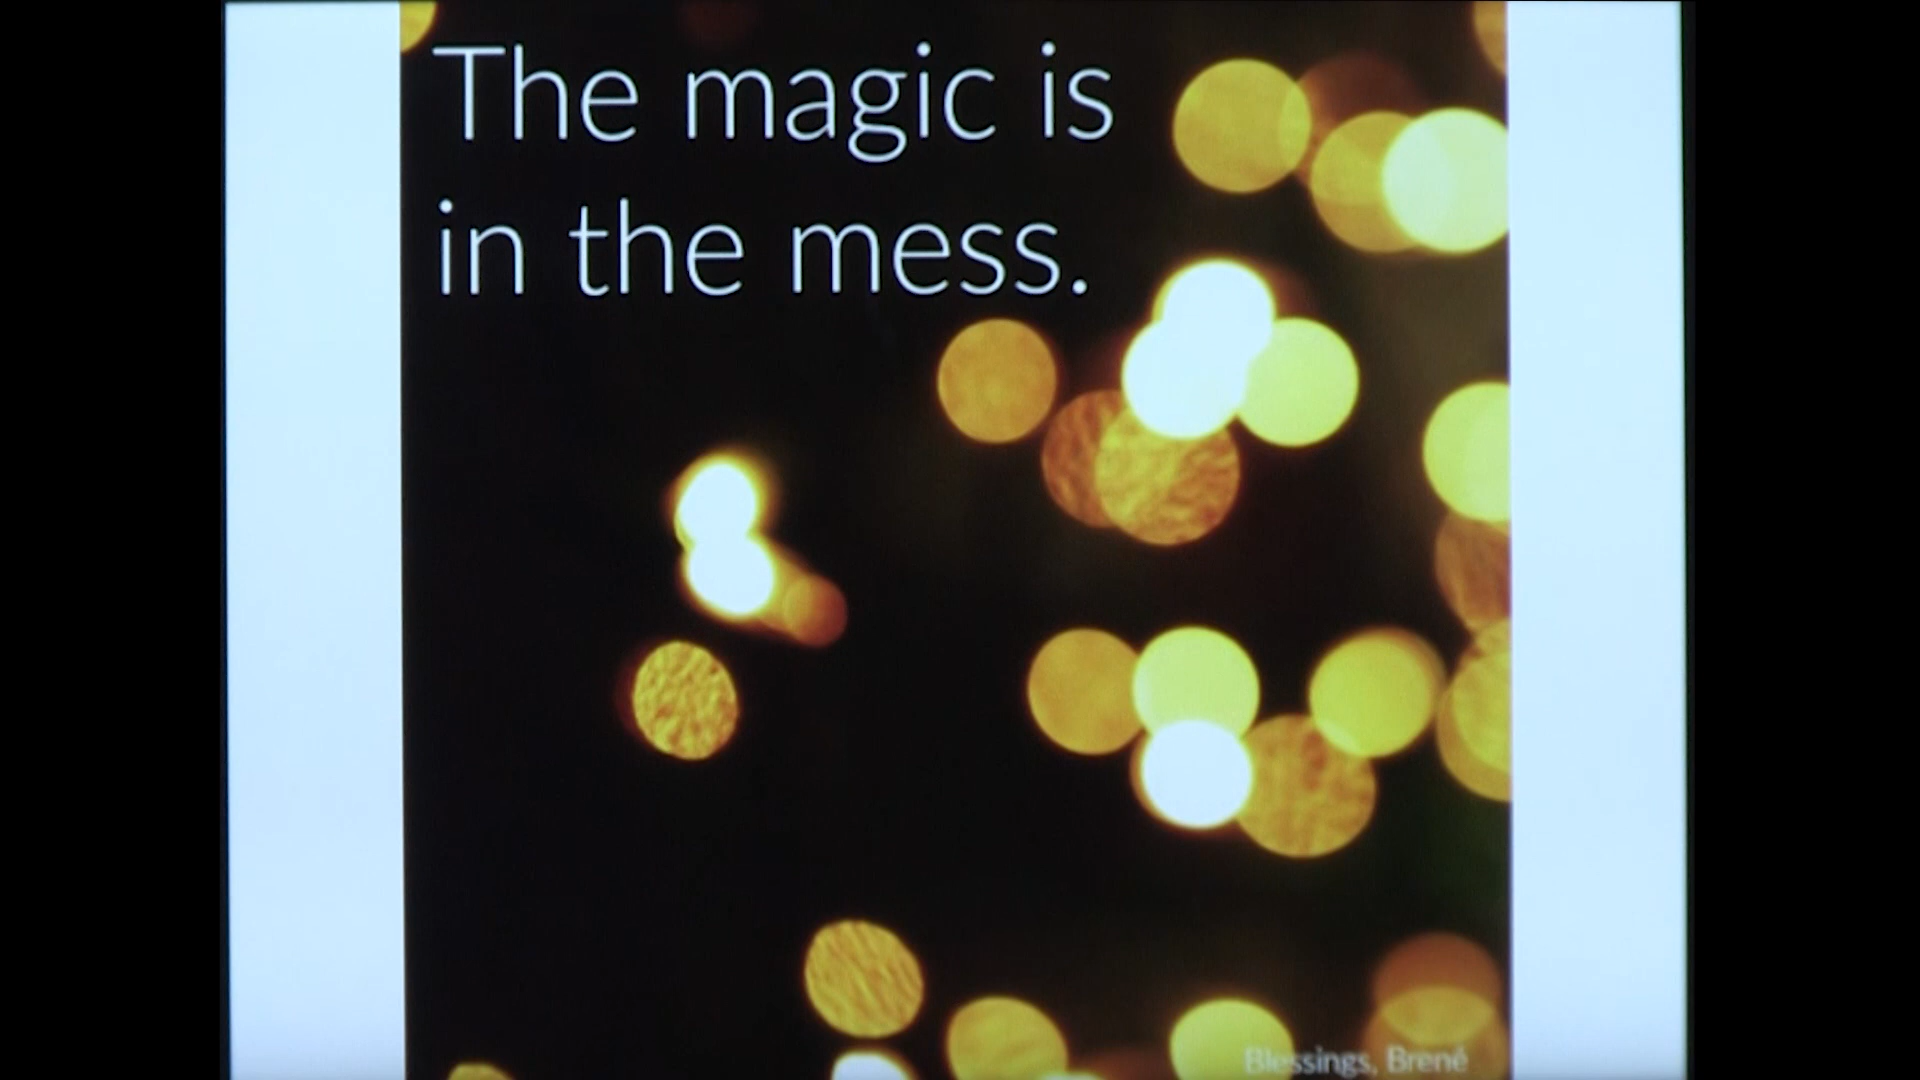 The magic is
in the mess.
Blessings, Brené